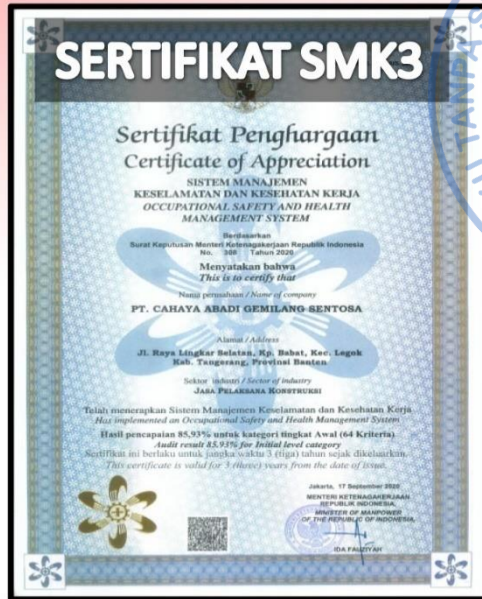 SERTIFIKAT SMK3
TANPA
Sertifikat Penghargaan
Certificate of Appreciation
SISTEM MANAJEMEN
KESELAMATAN DAN KESEHATAN KERJA
OCCUPATIONAL SAFETY AND HEALTH
MANAGEMENT SYSTEM
Berdasarkan
Surat Keputusan Menteri Ketenagakerjaan Republik Indonesia
No. 308 Tahun 2020
Menyatakan bahwa
This is to certify that
Nama perusahaan / Name of company
PT. CAHAYA ABADI GEMILANG SENTOSA
Alamat / Address
Jl. Raya Lingkar Selatan, Kp. Babat, Kec. Legok
Kab. Tangerang, Provinsi Banten
Sektor industri / Sector of industry
JASA PELAKSANA KONSTRUKSI
Telah menerapkan Sistem Manajemen Keselamatan dan Kesehatan Kerja
Has implemented an Occupational Safety and Health Management System
Hasil pencapaian 85,93% untuk kategori tingkat Awal (64 Kriteria)
Audit result 85.93% for Initial level category
Sertifikat ini berlaku untuk jangka waktu 3 (tiga) tahun sejak dikeluarkan.
This certificate is valid for 3 (three) years from the date of issue.
Jakarta, 17 September 2020
MENTERI KETENAGAKERJAAN
REPUBLIK INDONESIA,
MINISTER OF MANPOWER
OF THE REPUBLIC OF INDONESIA,
IDA FAUZIYAH